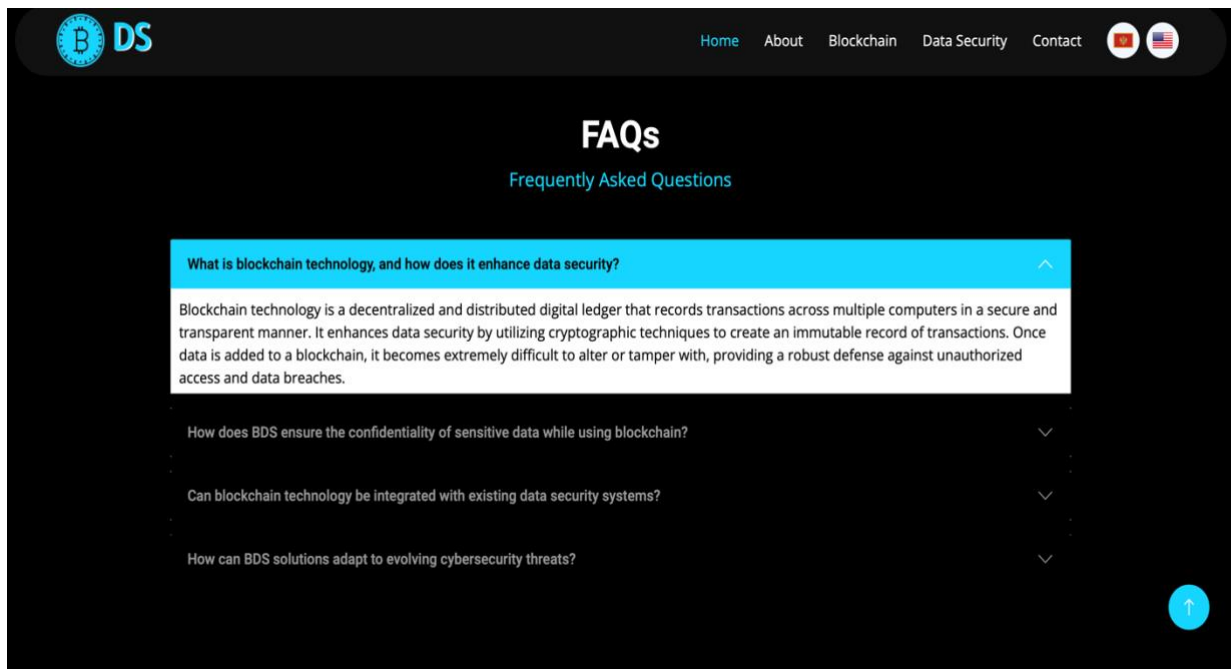 B DS
Home About Blockchain Data Security Contact
FAQs
Frequently Asked Questions
What is blockchain technology, and how does it enhance data security?
Blockchain technology is a decentralized and distributed digital ledger that records transactions across multiple computers in a secure and
transparent manner. It enhances data security by utilizing cryptographic techniques to create an immutable record of transactions. Once
data is added to a blockchain, it becomes extremely difficult to alter or tamper with, providing a robust defense against unauthorized
access and data breaches.
How does BDS ensure the confidentiality of sensitive data while using blockchain?
Can blockchain technology be integrated with existing data security systems?
How can BDS solutions adapt to evolving cybersecurity threats?